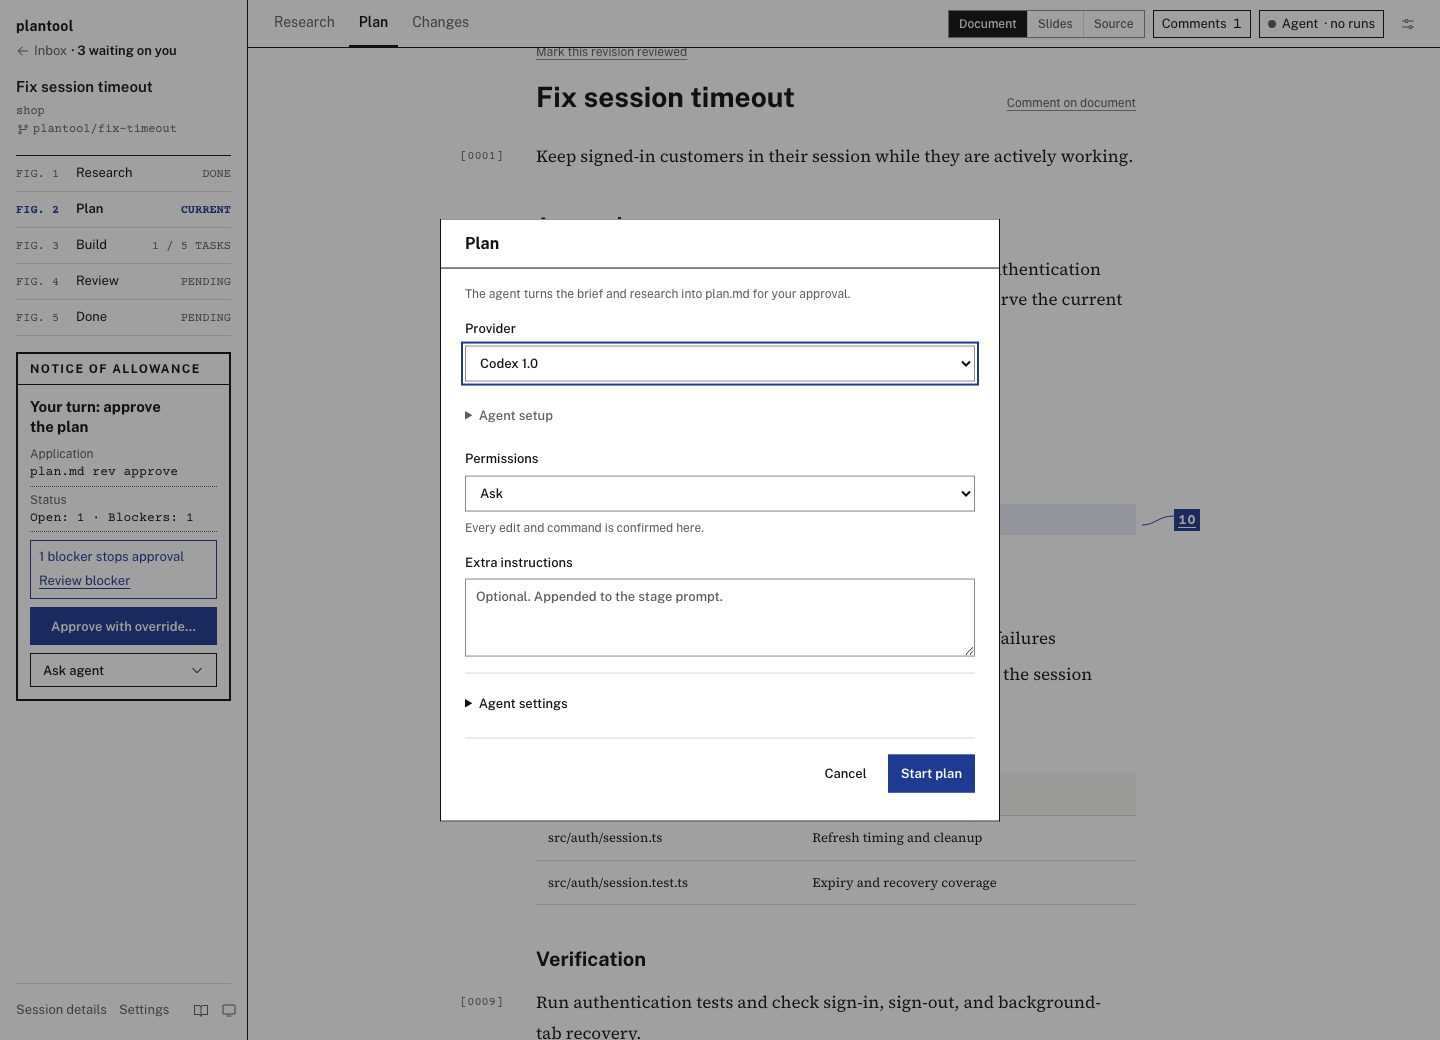 plantool
← Inbox · 3 waiting on you
Fix session timeout
shop
plantool/fix-timeout
FIG. 1 Research DONE
FIG. 2 Plan CURRENT
FIG. 3 Build 1 / 5 TASKS
FIG. 4 Review PENDING
FIG. 5 Done PENDING
NOTICE OF ALLOWANCE
Your turn: approve
the plan
Application
plan.md rev approve
Status
Open: 1 · Blockers: 1
1 blocker stops approval
Review blocker
Approve with override...
Ask agent
Session details Settings
Research Plan Changes
Document Slides Source
Comments 1
Agent · no runs
Mark this revision reviewed
Fix session timeout
Comment on document
[0001] Keep signed-in customers in their session while they are actively working.
thentication
rve the current
10
failures
the session
Plan
The agent turns the brief and research into plan.md for your approval.
Provider
Codex 1.0
Agent setup
Permissions
Ask
Every edit and command is confirmed here.
Extra instructions
Optional. Appended to the stage prompt.
Agent settings
Cancel Start plan
src/auth/session.ts Refresh timing and cleanup
src/auth/session.test.ts Expiry and recovery coverage
Verification
[0009] Run authentication tests and check sign-in, sign-out, and background-
tab recovery.